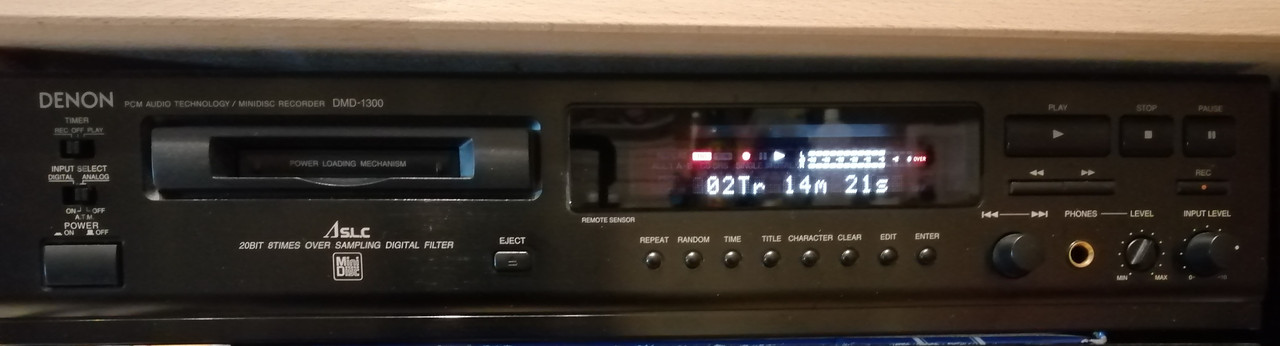 DENON PCM AUDIO TECHNOLOGY / MINIDISC RECORDER DMD-1300
TIMER
REC OFF PLAY
INPUT SELECT
DIGITAL ANALOG
ON OFF
A.T.M.
POWER
ON OFF
POWER LOADING MECHANISM
ASLC
20BIT 8TIMES OVER SAMPLING DIGITAL FILTER
Mini Disc
EJECT
OVER
02Tr 14m 21s
REMOTE SENSOR
REPEAT RANDOM TIME TITLE CHARACTER CLEAR EDIT ENTER
PLAY STOP PAUSE
REC
PHONES LEVEL INPUT LEVEL
MIN MAX